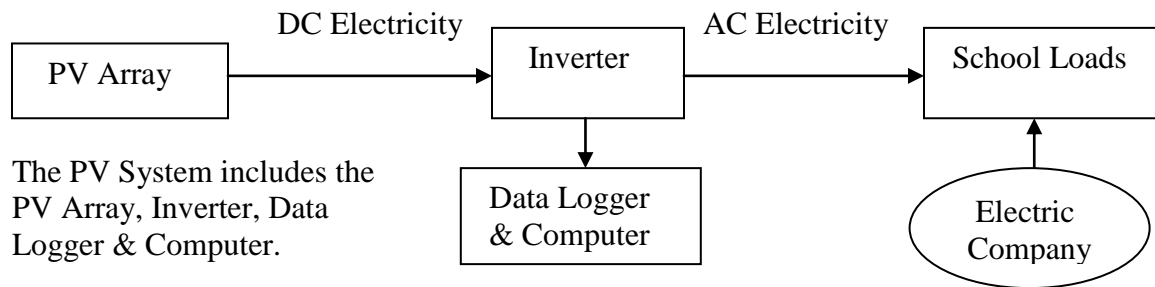 DC Electricity
AC Electricity
PV Array
Inverter
School Loads
The PV System includes the
PV Array, Inverter, Data
Logger & Computer.
Data Logger
& Computer
Electric
Company